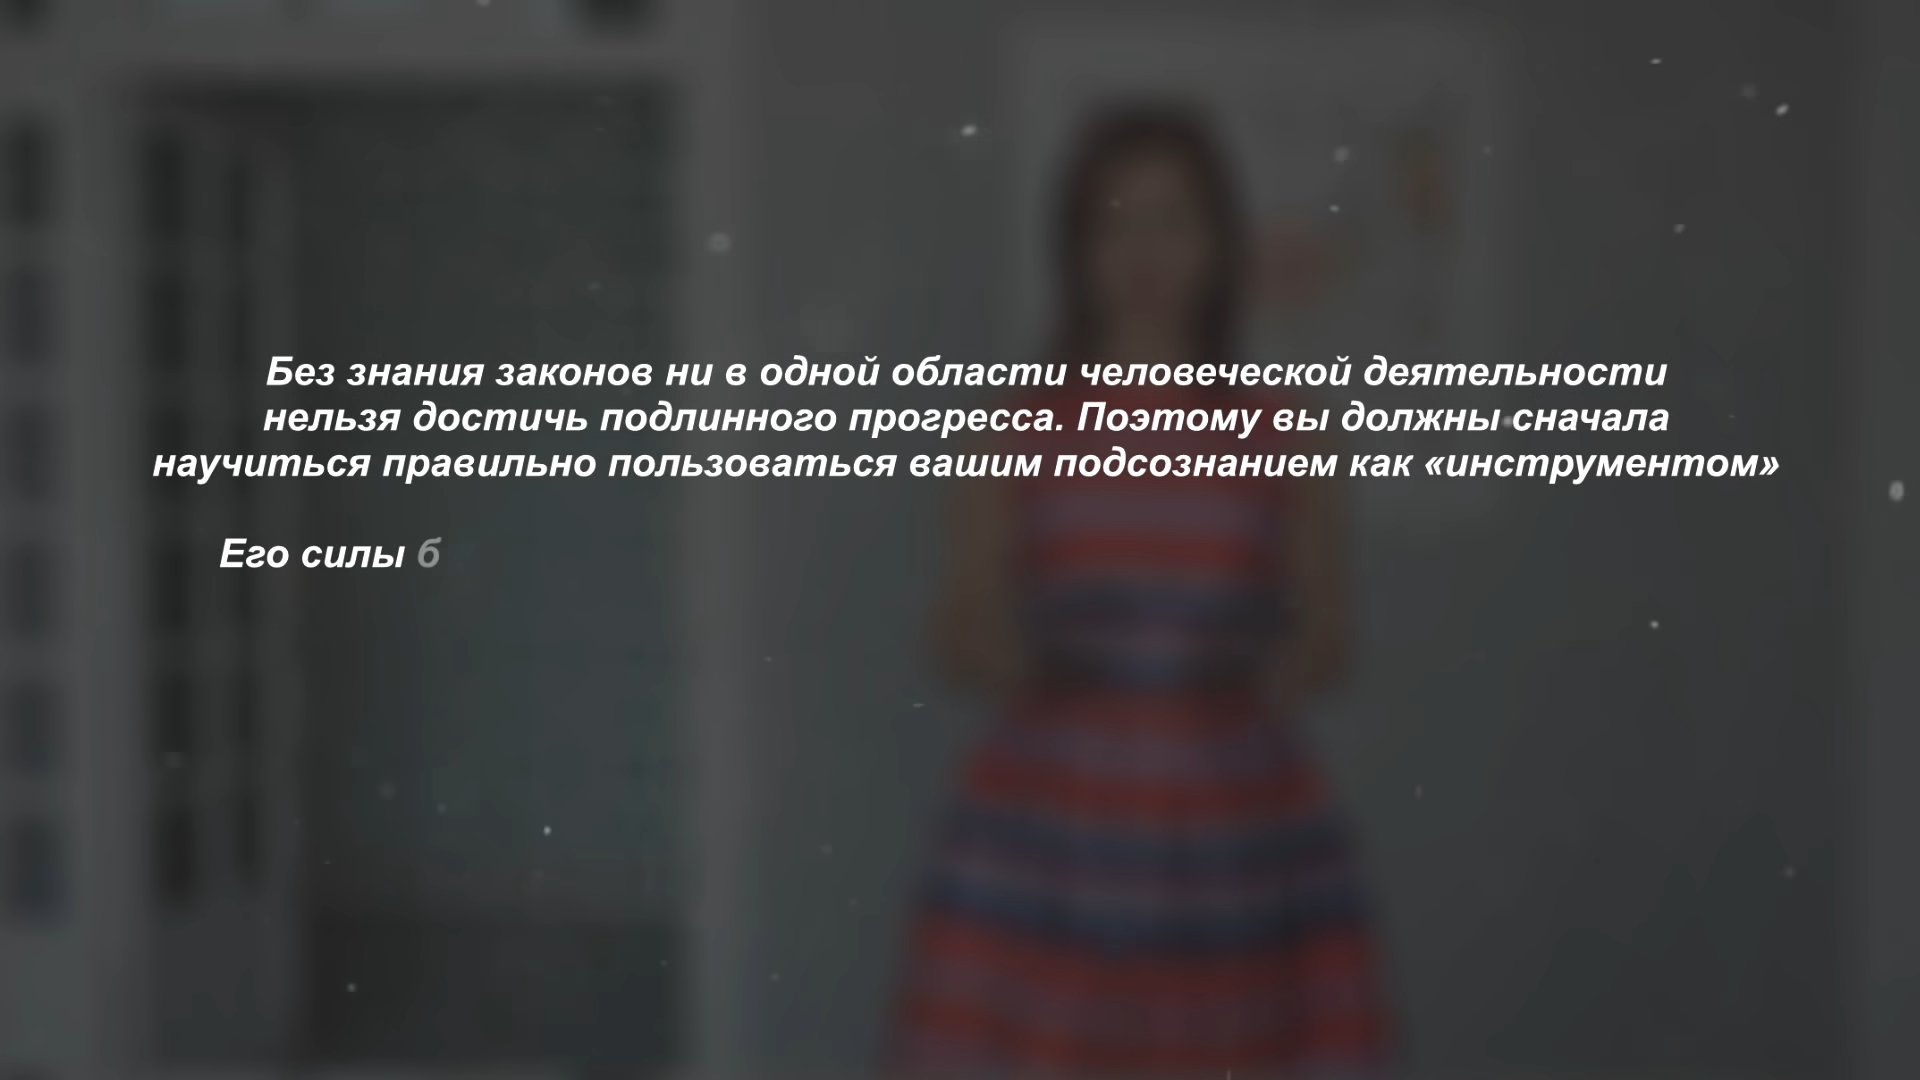 Без знания законов ни в одной области человеческой деятельности
нельзя достичь подлинного прогресса. Поэтому вы должны сначала
научиться правильно пользоваться вашим подсознанием как «инструментом»
Его силы б